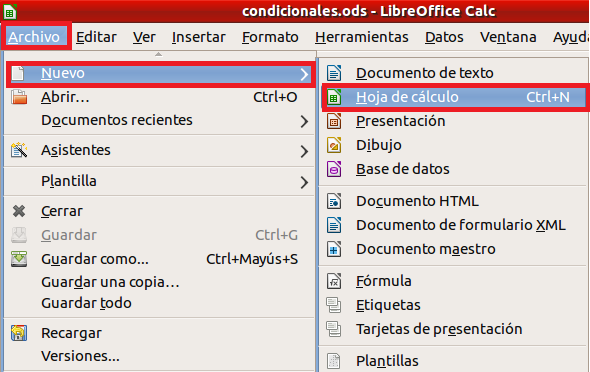 condicionales.ods - LibreOffice Calc
Archivo Editar Ver Insertar Formato Herramientas Datos Ventana
Nuevo
Abrir... Ctrl+O
Documentos recientes
Asistentes
Plantilla
Cerrar
Guardar Ctrl+G
Guardar como... Ctrl+Mayús+S
Guardar una copia...
Guardar todo
Recargar
Versiones...
Documento de texto
Hoja de cálculo Ctrl+N
Presentación
Dibujo
Base de datos
Documento HTML
Documento de formulario XML
Documento maestro
Fórmula
Etiquetas
Tarjetas de presentación
Plantillas